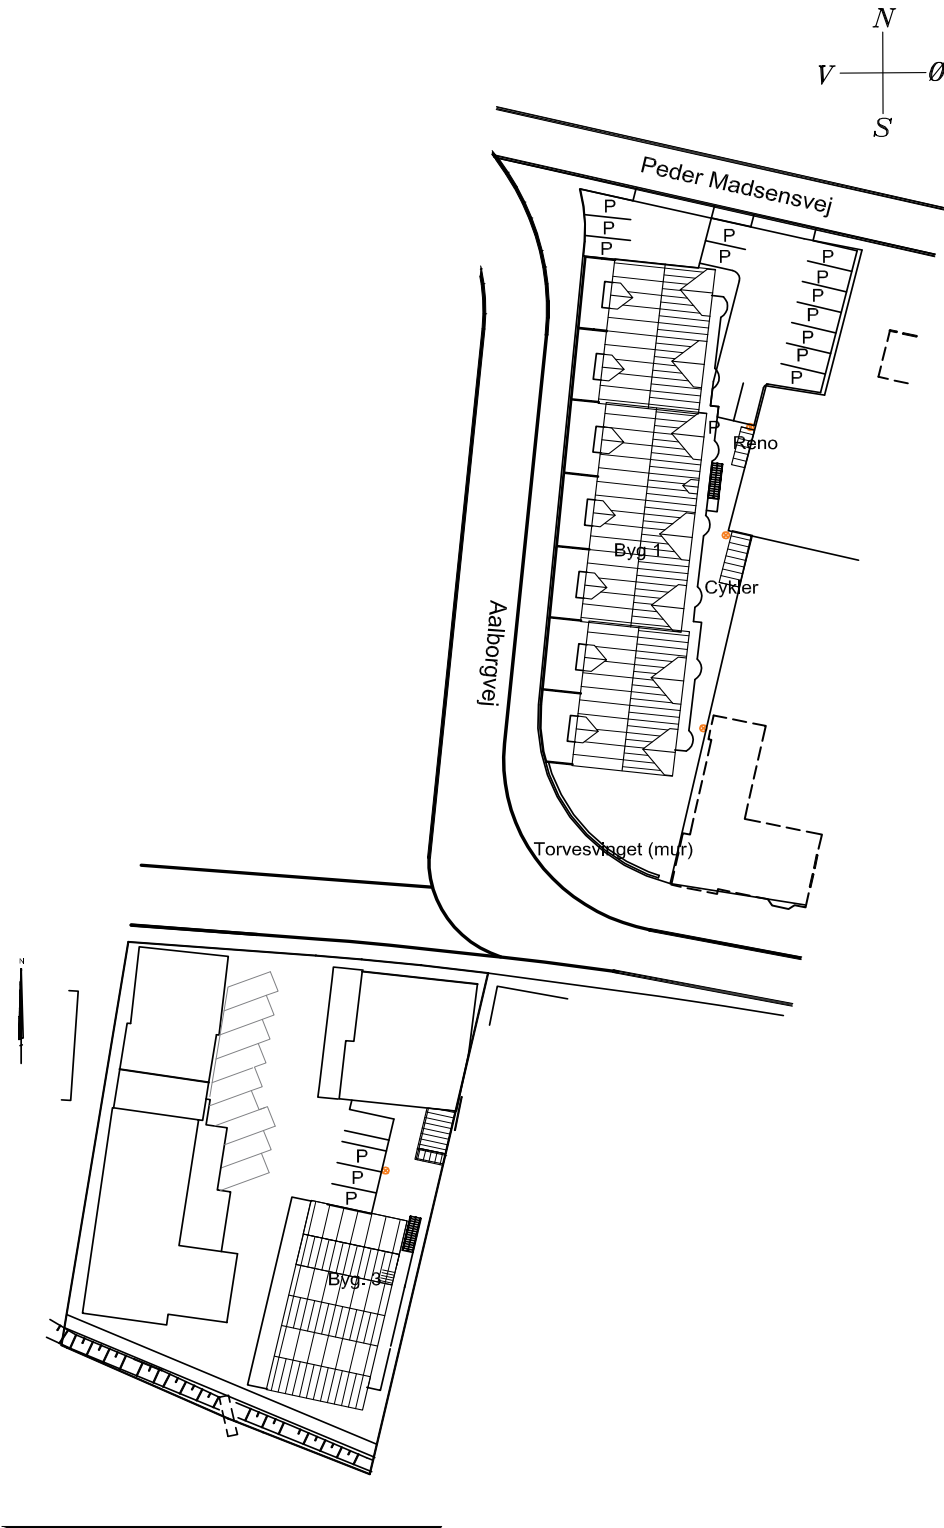 N
V Ø
S
Peder Madsensvej
P
P
P
P
P
P
P
P
P
P
P
P
P
Reno
Byg 1
Cykler
Aalborgvej
Torvesvinget (mur)
N
P
P
P
Byg. 3